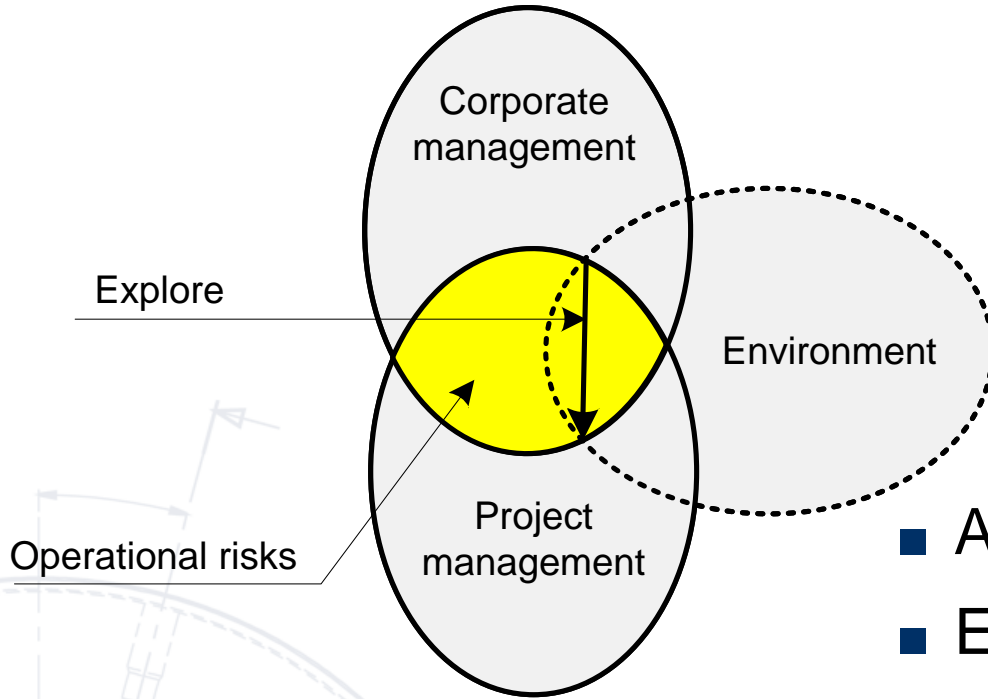 Corporate
management
Explore
Environment
Project
management
Operational risks